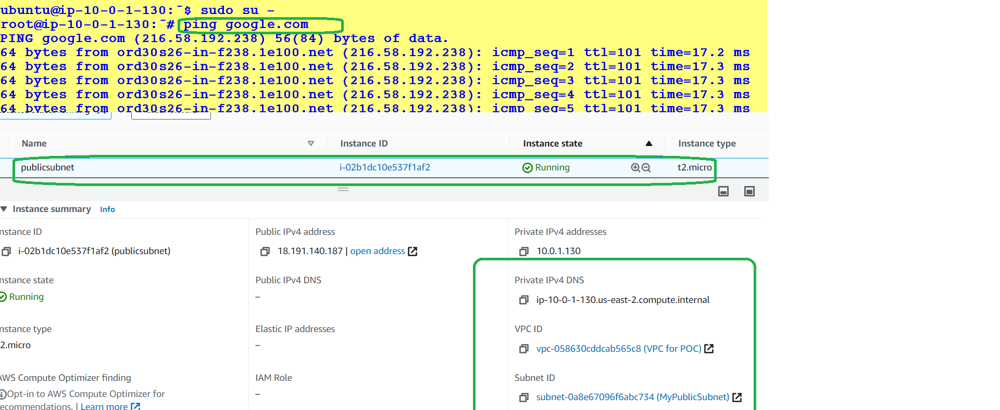 ubuntu@ip-10-0-1-130:~$ sudo su -
root@ip-10-0-1-130:~# ping google.com
PING google.com (216.58.192.238) 56(84) bytes of data.
64 bytes from ord30s26-in-f238.1e100.net (216.58.192.238): icmp_seq=1 ttl=101 time=17.2 ms
64 bytes from ord30s26-in-f238.1e100.net (216.58.192.238): icmp_seq=2 ttl=101 time=17.3 ms
64 bytes from ord30s26-in-f238.1e100.net (216.58.192.238): icmp_seq=3 ttl=101 time=17.3 ms
64 bytes from ord30s26-in-f238.1e100.net (216.58.192.238): icmp_seq=4 ttl=101 time=17.3 ms
64 bytes from ord30s26-in-f238.1e100.net (216.58.192.238): icmp_seq=5 ttl=101 time=17.3 ms
Name Instance ID Instance state Instance type
publicsubnet i-02b1dc10e537f1af2 Running t2.micro
Instance summary Info
nstance ID Public IPv4 address Private IPv4 addresses
i-02b1dc10e537f1af2 (publicsubnet) 18.191.140.187 | open address 10.0.1.130
nstance state Public IPv4 DNS Private IPv4 DNS
Running – ip-10-0-1-130.us-east-2.compute.internal
nstance type Elastic IP addresses VPC ID
2.micro – vpc-058630cddcab565c8 (VPC for POC)
AWS Compute Optimizer finding IAM Role Subnet ID
Opt-in to AWS Compute Optimizer for – subnet-0a8e67096f6abc734 (MyPublicSubnet)
ecommendations. | Learn more